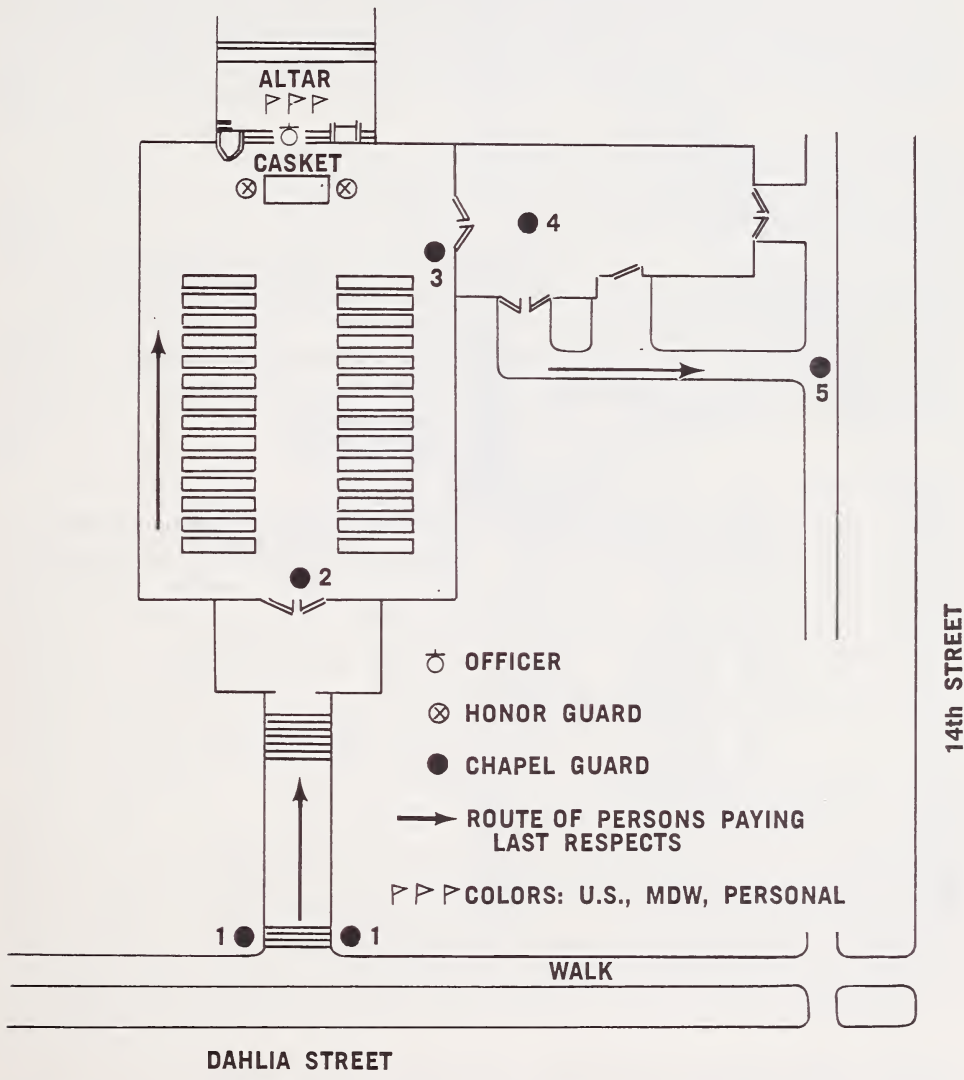 ALTAR
CASKET
4
3
5
2
OFFICER
HONOR GUARD
CHAPEL GUARD
ROUTE OF PERSONS PAYING
LAST RESPECTS
COLORS: U.S., MDW, PERSONAL
1
1
WALK
DAHLIA STREET
14th STREET